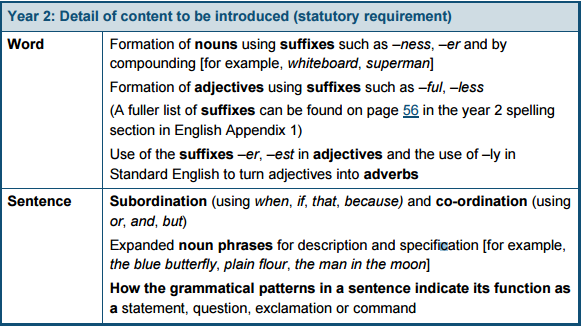 Year 2: Detail of content to be introduced (statutory requirement)
Word
Formation of nouns using suffixes such as –ness, –er and by
compounding [for example, whiteboard, superman]
Formation of adjectives using suffixes such as –ful, –less
(A fuller list of suffixes can be found on page 56 in the year 2 spelling
section in English Appendix 1)
Use of the suffixes –er, –est in adjectives and the use of –ly in
Standard English to turn adjectives into adverbs
Sentence
Subordination (using when, if, that, because) and co-ordination (using
or, and, but)
Expanded noun phrases for description and specification [for example,
the blue butterfly, plain flour, the man in the moon]
How the grammatical patterns in a sentence indicate its function as
a statement, question, exclamation or command